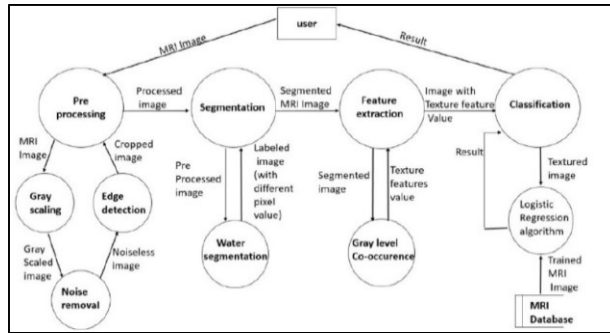 user
MRI Image
Result
Pre
processing
Processed
image
Segmentation
Segmented
MRI Image
Feature
extraction
Image with
Texture feature
Value
Classification
MRI
Image
Cropped
image
Pre
Processed
image
Labeled
image
(with
different
pixel
value)
Segmented
image
Texture
features
value
Result
Textured
image
Gray
scaling
Edge
detection
Logistic
Regression
algorithm
Gray
Scaled
image
Noiseless
image
Water
segmentation
Gray level
Co-occurence
Noise
removal
Trained
MRI
Image
MRI
Database